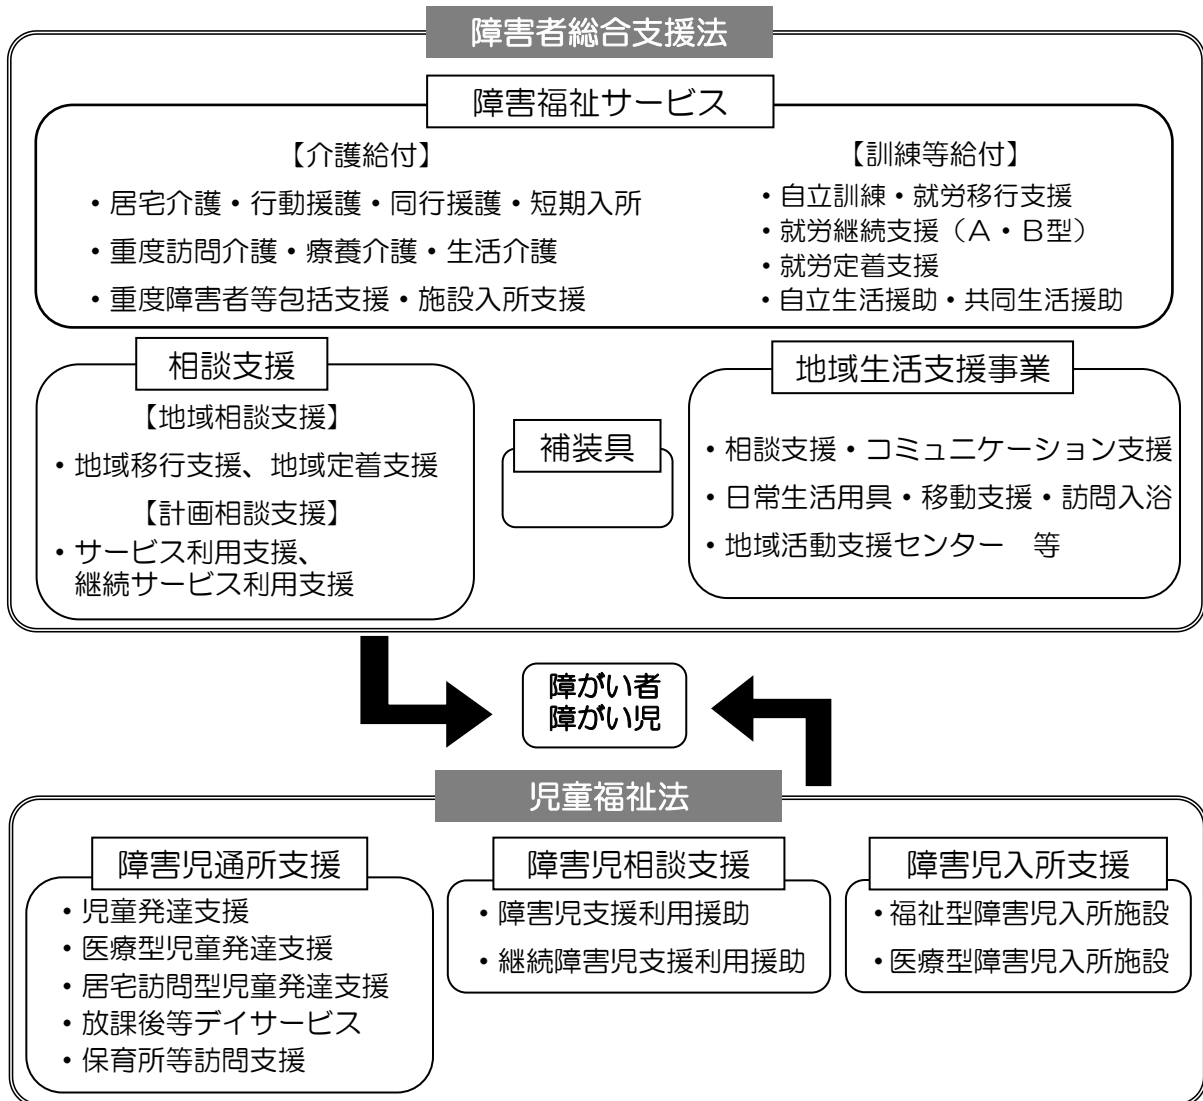 障害者総合支援法
障害福祉サービス
【介護給付】
・居宅介護・行動援護・同行援護・短期入所
・重度訪問介護・療養介護・生活介護
・重度障害者等包括支援・施設入所支援
【訓練等給付】
・自立訓練・就労移行支援
・就労継続支援（A・B型）
・就労定着支援
・自立生活援助・共同生活援助
相談支援
【地域相談支援】
・地域移行支援、地域定着支援
【計画相談支援】
・サービス利用支援、
継続サービス利用支援
補装具
地域生活支援事業
・相談支援・コミュニケーション支援
・日常生活用具・移動支援・訪問入浴
・地域活動支援センター　等
障がい者
障がい児
児童福祉法
障害児通所支援
・児童発達支援
・医療型児童発達支援
・居宅訪問型児童発達支援
・放課後等デイサービス
・保育所等訪問支援
障害児相談支援
・障害児支援利用援助
・継続障害児支援利用援助
障害児入所支援
・福祉型障害児入所施設
・医療型障害児入所施設